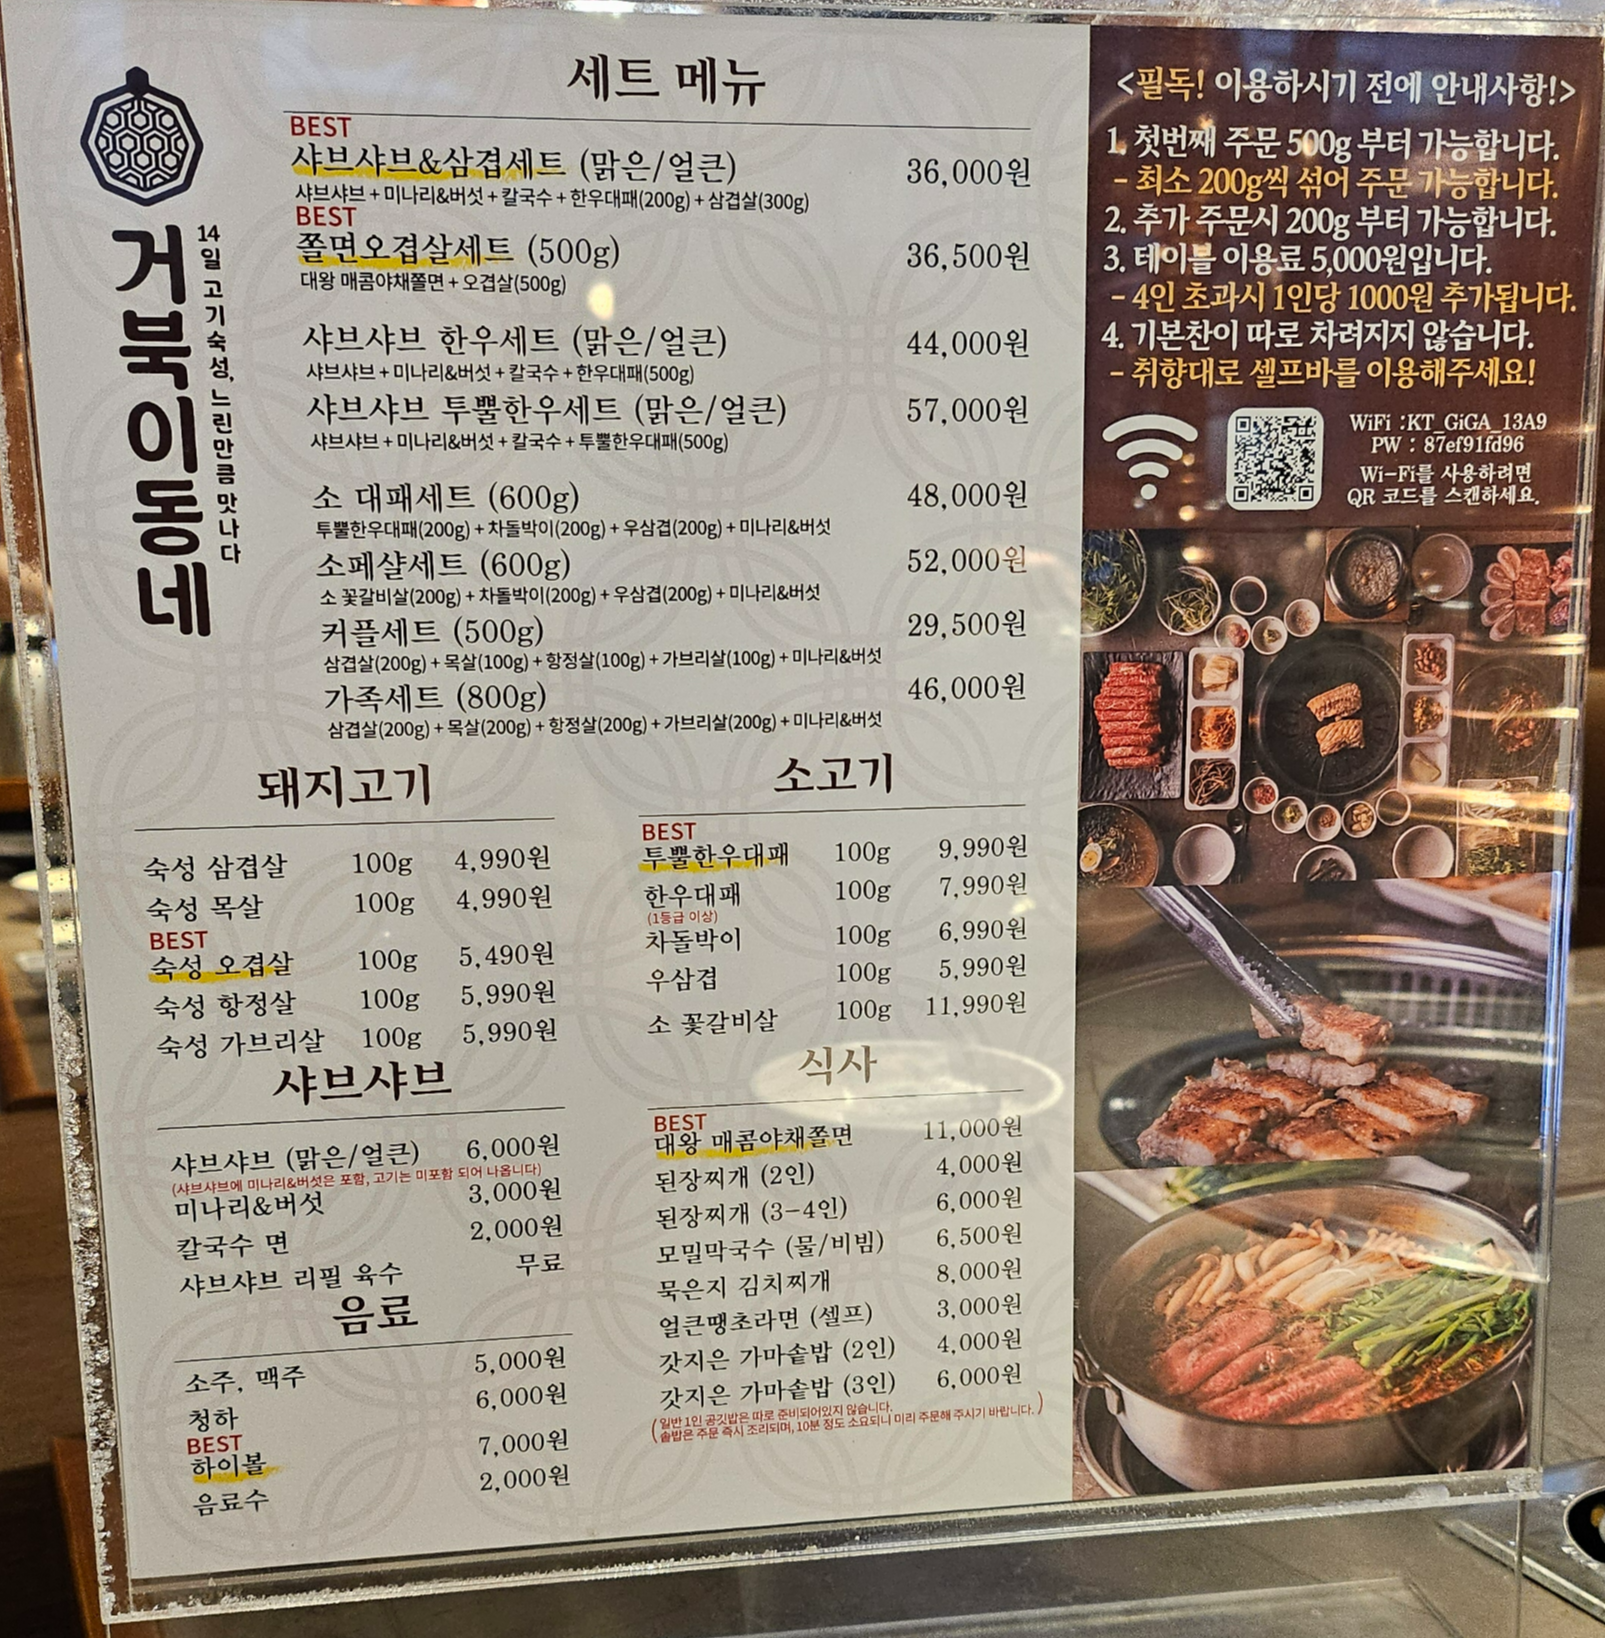 거북이동네
14일 고기숙성, 느린만큼 맛나다
세트 메뉴
BEST
샤브샤브&삼겹세트 (맑은/얼큰) 36,000원
샤브샤브 + 미나리&버섯 + 칼국수 + 한우대패(200g) + 삼겹살(300g)
BEST
쫄면오겹살세트 (500g) 36,500원
대왕 매콤야채쫄면 + 오겹살(500g)
샤브샤브 한우세트 (맑은/얼큰) 44,000원
샤브샤브 + 미나리&버섯 + 칼국수 + 한우대패(500g)
샤브샤브 투뿔한우세트 (맑은/얼큰) 57,000원
샤브샤브 + 미나리&버섯 + 칼국수 + 투뿔한우대패(500g)
소 대패세트 (600g) 48,000원
투뿔한우대패(200g) + 차돌박이(200g) + 우삼겹(200g) + 미나리&버섯
소페샬세트 (600g) 52,000원
소 꽃갈비살(200g) + 차돌박이(200g) + 우삼겹(200g) + 미나리&버섯
커플세트 (500g) 29,500원
삼겹살(200g) + 목살(100g) + 항정살(100g) + 가브리살(100g) + 미나리&버섯
가족세트 (800g) 46,000원
삼겹살(200g) + 목살(200g) + 항정살(200g) + 가브리살(200g) + 미나리&버섯
돼지고기
숙성 삼겹살 100g 4,990원
숙성 목살 100g 4,990원
BEST
숙성 오겹살 100g 5,490원
숙성 항정살 100g 5,990원
숙성 가브리살 100g 5,990원
소고기
BEST
투뿔한우대패 100g 9,990원
한우대패 100g 7,990원
(1등급 이상)
차돌박이 100g 6,990원
우삼겹 100g 5,990원
소 꽃갈비살 100g 11,990원
샤브샤브
샤브샤브 (맑은/얼큰) 6,000원
(샤브샤브에 미나리&버섯은 포함, 고기는 미포함 되어 나옵니다)
미나리&버섯 3,000원
칼국수 면 2,000원
샤브샤브 리필 육수 무료
음료
소주, 맥주 5,000원
청하 6,000원
BEST
하이볼 7,000원
음료수 2,000원
식사
BEST
대왕 매콤야채쫄면 11,000원
된장찌개 (2인) 4,000원
된장찌개 (3-4인) 6,000원
모밀막국수 (물/비빔) 6,500원
묵은지 김치찌개 8,000원
얼큰땡초라면 (셀프) 3,000원
갓지은 가마솥밥 (2인) 4,000원
갓지은 가마솥밥 (3인) 6,000원
(일반 1인 공깃밥은 따로 준비되어있지 않습니다.
솥밥은 주문 즉시 조리되며, 10분 정도 소요되니 미리 주문해 주시기 바랍니다.)
<필독! 이용하시기 전에 안내사항!>
1. 첫번째 주문 500g 부터 가능합니다.
- 최소 200g씩 섞어 주문 가능합니다.
2. 추가 주문시 200g 부터 가능합니다.
3. 테이블 이용료 5,000원입니다.
- 4인 초과시 1인당 1000원 추가됩니다.
4. 기본찬이 따로 차려지지 않습니다.
- 취향대로 셀프바를 이용해주세요!
WiFi :KT_GiGA_13A9
PW : 87ef91fd96
Wi-Fi를 사용하려면
QR 코드를 스캔하세요.